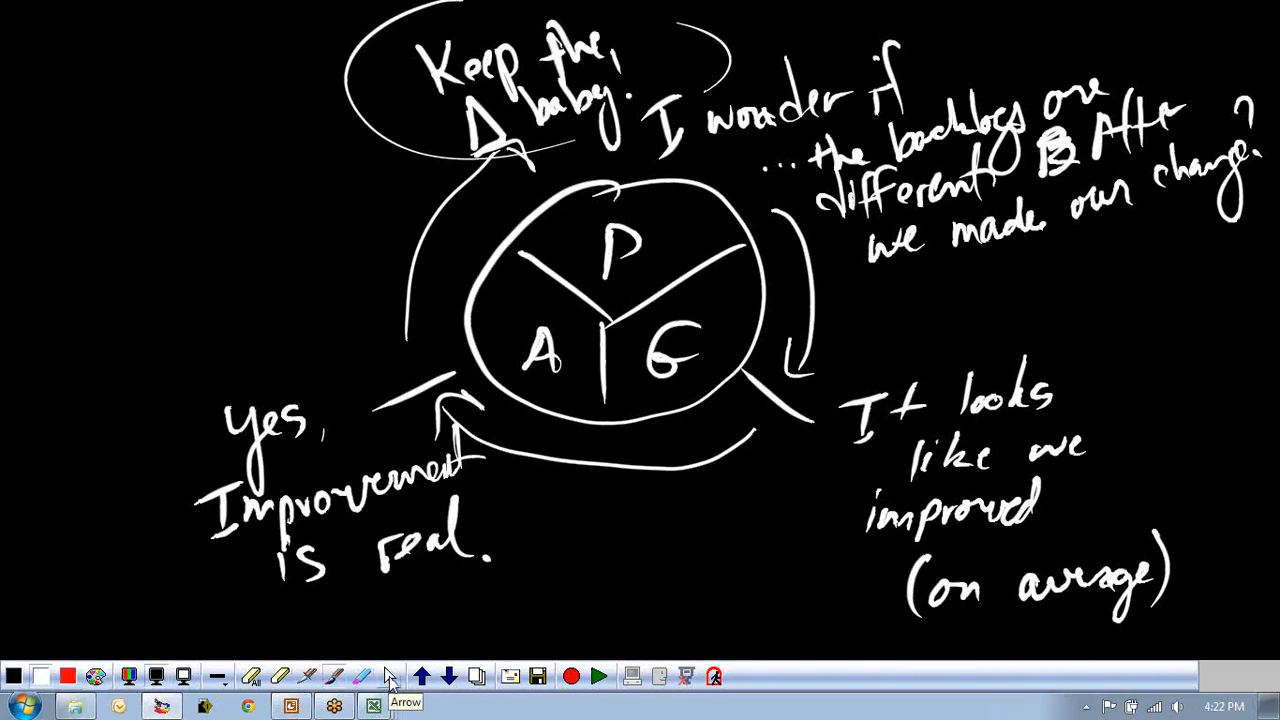 Keep the
Δ baby!
I wonder if
... the backlogs are
different After
we made our change?
P
A
G
It looks
like we
improved
(on average)
Yes,
Improvement
is real.
All
Arrow
4:22 PM